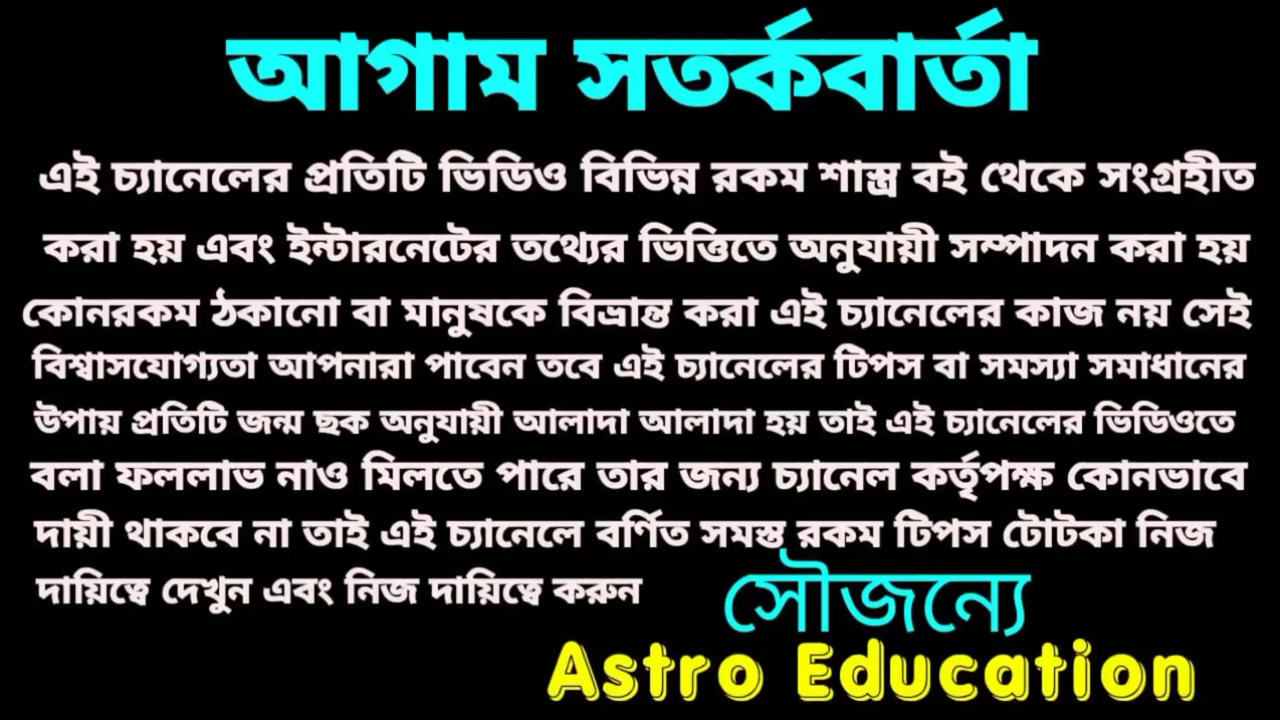 আগাম সতর্কবার্তা
এই চ্যানেলের প্রতিটি ভিডিও বিভিন্ন রকম শাস্ত্র বই থেকে সংগ্রহীত
করা হয় এবং ইন্টারনেটের তথ্যের ভিত্তিতে অনুযায়ী সম্পাদন করা হয়
কোনরকম ঠকানো বা মানুষকে বিভ্রান্ত করা এই চ্যানেলের কাজ নয় সেই
বিশ্বাসযোগ্যতা আপনারা পাবেন তবে এই চ্যানেলের টিপস বা সমস্যা সমাধানের
উপায় প্রতিটি জন্ম ছক অনুযায়ী আলাদা আলাদা হয় তাই এই চ্যানেলের ভিডিওতে
বলা ফললাভ নাও মিলতে পারে তার জন্য চ্যানেল কর্তৃপক্ষ কোনভাবে
দায়ী থাকবে না তাই এই চ্যানেলে বর্ণিত সমস্ত রকম টিপস টোটকা নিজ
দায়িত্বে দেখুন এবং নিজ দায়িত্বে করুন
সৌজন্যে
Astro Education